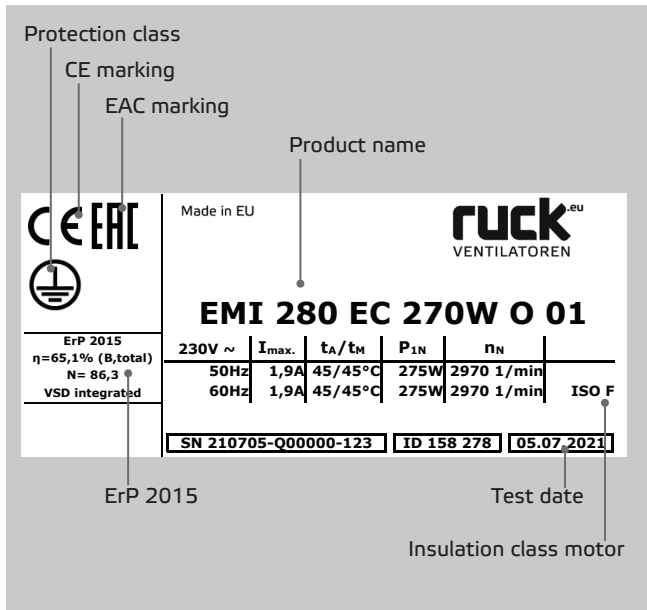 Protection class
CE marking
EAC marking
Product name
CE EAC
Made in EU
ruck.eu
VENTILATOREN
EMI 280 EC 270W O 01
ErP 2015
η=65,1% (B,total)
N= 86,3
VSD integrated
230V ~ Imax. tA/tM P1N nN
50Hz 1,9A 45/45°C 275W 2970 1/min
60Hz 1,9A 45/45°C 275W 2970 1/min ISO F
SN 210705-Q00000-123 ID 158 278 05.07.2021
ErP 2015
Test date
Insulation class motor